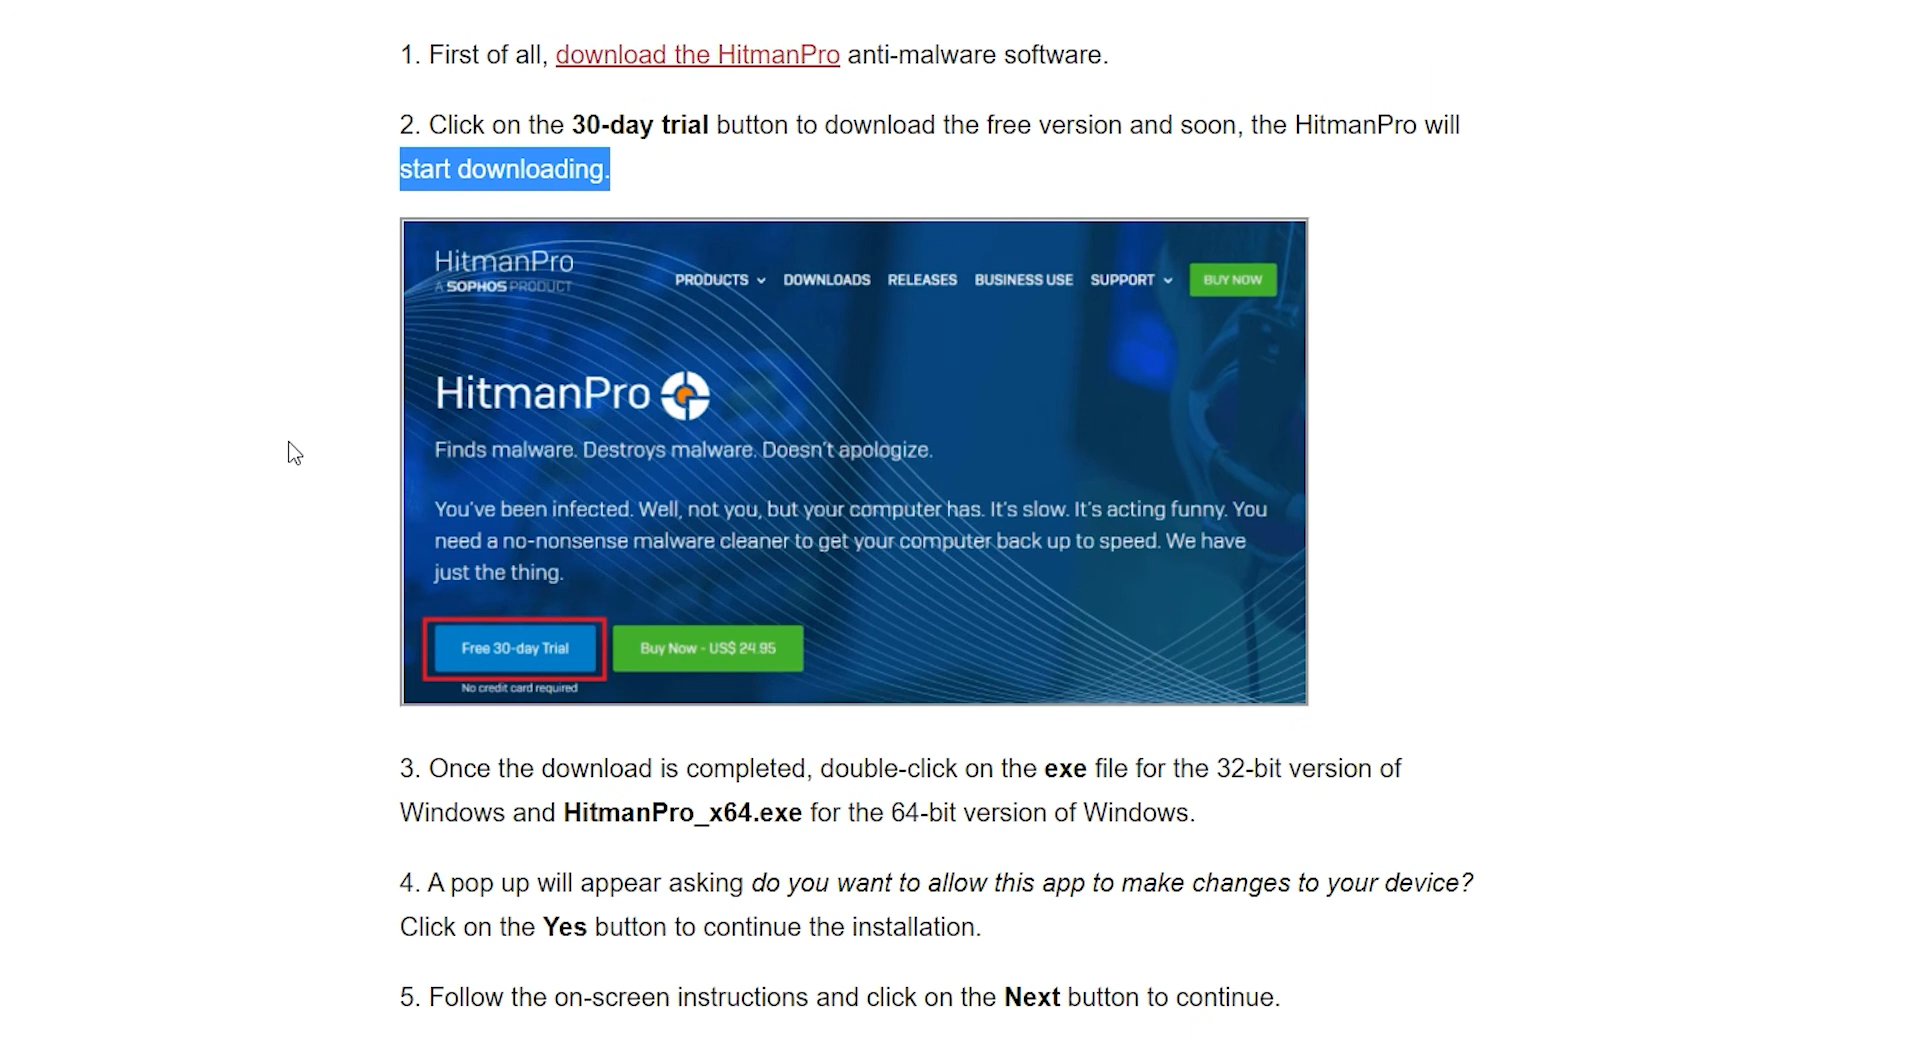 1. First of all, download the HitmanPro anti-malware software.
2. Click on the 30-day trial button to download the free version and soon, the HitmanPro will
start downloading.
HitmanPro
A SOPHOS PRODUCT
PRODUCTS DOWNLOADS RELEASES BUSINESS USE SUPPORT BUY NOW
HitmanPro
Finds malware. Destroys malware. Doesn't apologize.
You've been infected. Well, not you, but your computer has. It's slow. It's acting funny. You
need a no-nonsense malware cleaner to get your computer back up to speed. We have
just the thing.
Free 30-day Trial Buy Now - US$ 24.95
No credit card required
3. Once the download is completed, double-click on the exe file for the 32-bit version of
Windows and HitmanPro_x64.exe for the 64-bit version of Windows.
4. A pop up will appear asking do you want to allow this app to make changes to your device?
Click on the Yes button to continue the installation.
5. Follow the on-screen instructions and click on the Next button to continue.